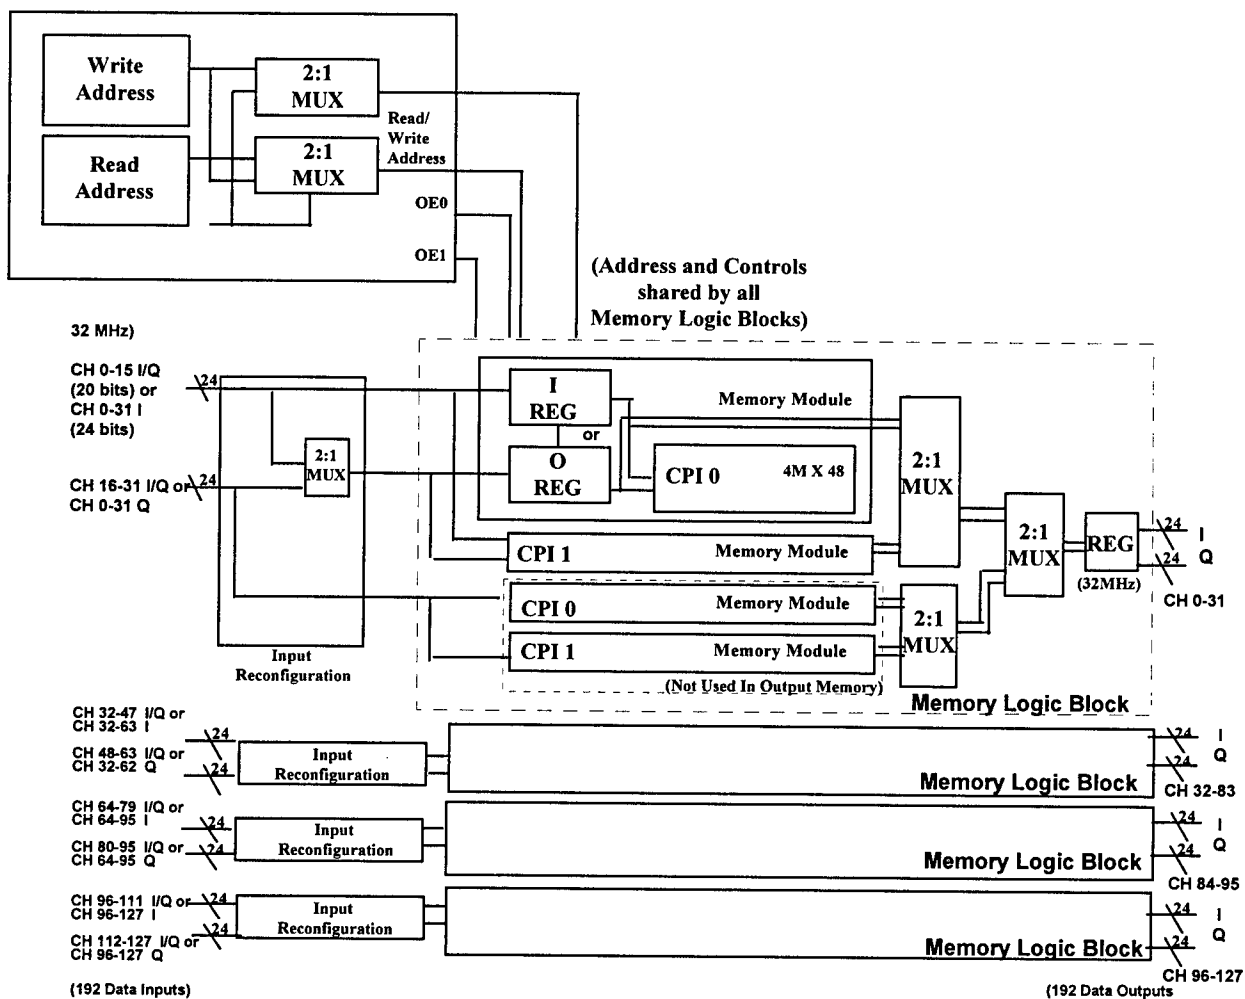 Write
Address
2:1
MUX
Read/
Write
Address
Read
Address
2:1
MUX
OE0
OE1
(Address and Controls
shared by all
Memory Logic Blocks)
32 MHz)
CH 0-15 I/Q
(20 bits) or
CH 0-31 I
(24 bits)
24
CH 16-31 I/Q or
CH 0-31 Q
24
2:1
MUX
Input
Reconfiguration
I
REG
or
O
REG
Memory Module
CPI 0
4M X 48
CPI 1
Memory Module
CPI 0
Memory Module
CPI 1
Memory Module
(Not Used In Output Memory)
2:1
MUX
2:1
MUX
2:1
MUX
REG
(32MHz)
24
I
Q
24
CH 0-31
Memory Logic Block
CH 32-47 I/Q or
CH 32-63 I
24
CH 48-63 I/Q or
CH 32-62 Q
24
Input
Reconfiguration
Memory Logic Block
24
I
Q
24
CH 32-83
CH 64-79 I/Q or
CH 64-95 I
24
CH 80-95 I/Q or
CH 64-95 Q
24
Input
Reconfiguration
Memory Logic Block
24
I
Q
24
CH 84-95
CH 96-111 I/Q or
CH 96-127 I
24
CH 112-127 I/Q or
CH 96-127 Q
24
Input
Reconfiguration
Memory Logic Block
24
I
Q
24
CH 96-127
(192 Data Inputs)
(192 Data Outputs